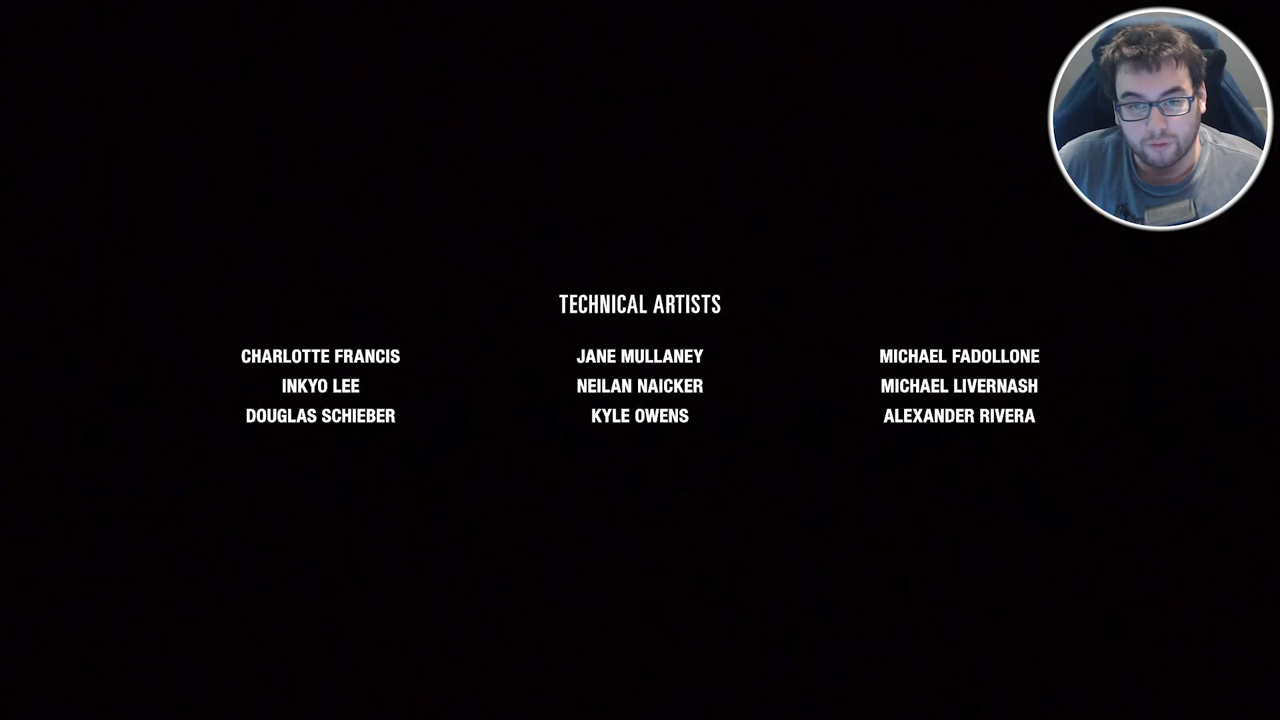 TECHNICAL ARTISTS
CHARLOTTE FRANCIS JANE MULLANEY MICHAEL FADOLLONE
INKYO LEE NEILAN NAICKER MICHAEL LIVERNASH
DOUGLAS SCHIEBER KYLE OWENS ALEXANDER RIVERA